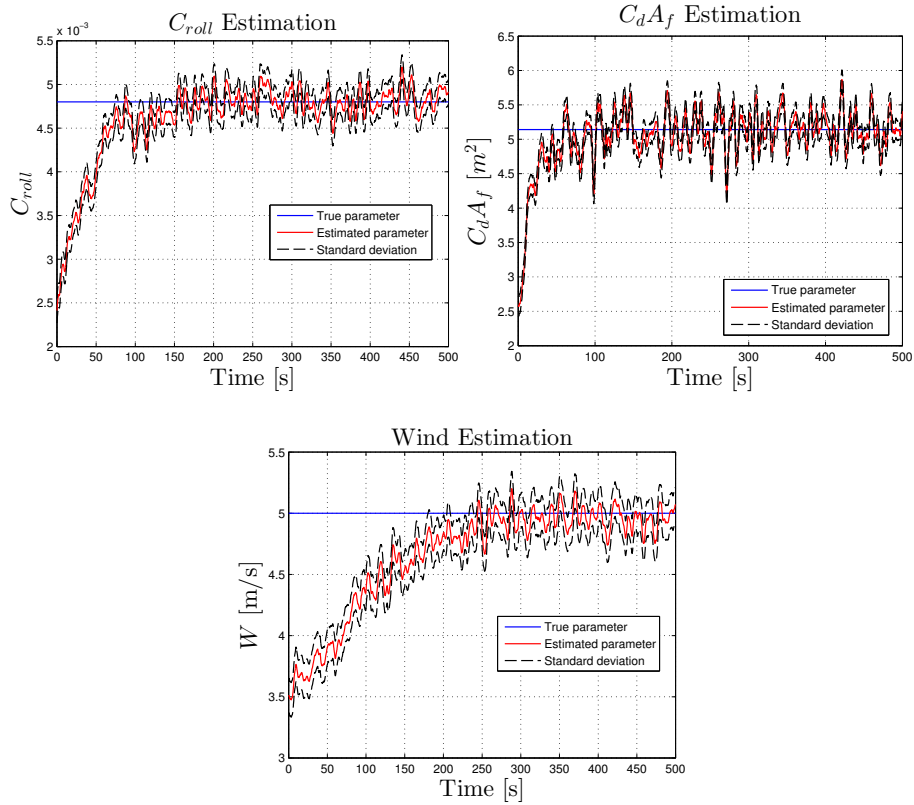 C_roll Estimation
× 10⁻³
5.5
5
4.5
4
3.5
3
2.5
2
C_roll
True parameter
Estimated parameter
Standard deviation
0 50 100 150 200 250 300 350 400 450 500
Time [s]
C_dA_f Estimation
6.5
6
5.5
5
4.5
4
3.5
3
2.5
2
C_dA_f [m²]
True parameter
Estimated parameter
Standard deviation
0 100 200 300 400 500
Time [s]
Wind Estimation
5.5
5
4.5
4
3.5
3
W [m/s]
True parameter
Estimated parameter
Standard deviation
0 50 100 150 200 250 300 350 400 450 500
Time [s]